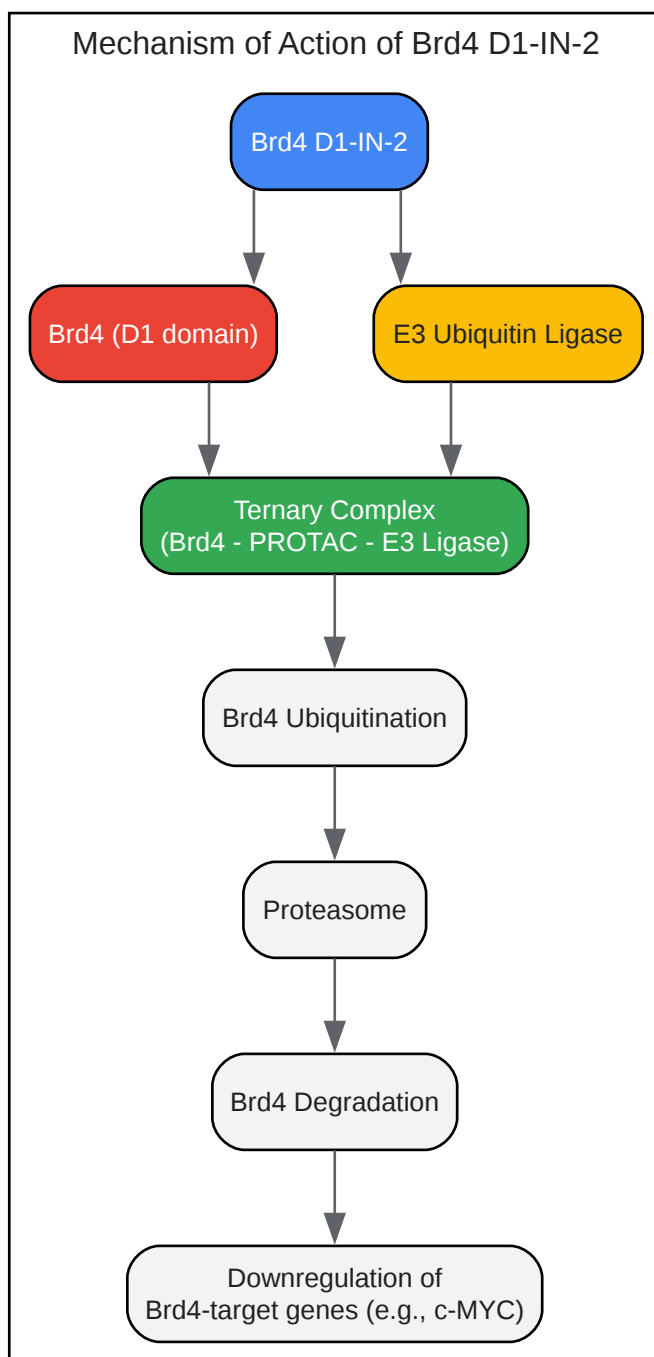 Mechanism of Action of Brd4 D1-IN-2
Brd4 D1-IN-2
Brd4 (D1 domain)
E3 Ubiquitin Ligase
Ternary Complex
(Brd4 - PROTAC - E3 Ligase)
Brd4 Ubiquitination
Proteasome
Brd4 Degradation
Downregulation of
Brd4-target genes (e.g., c-MYC)